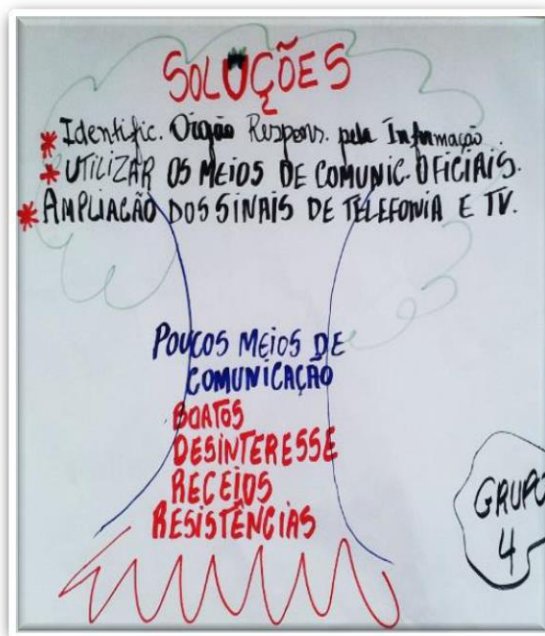 SOLUÇÕES
* Identific. Órgão Respons. pela Informação.
* UTILIZAR OS MEIOS DE COMUNIC. OFICIAIS.
* AMPLIAÇÃO DOS SINAIS DE TELEFONIA E TV.
POUCOS MEIOS DE
COMUNICAÇÃO
BOATOS
DESINTERESSE
RECEIOS
RESISTÊNCIAS
GRUPO
4